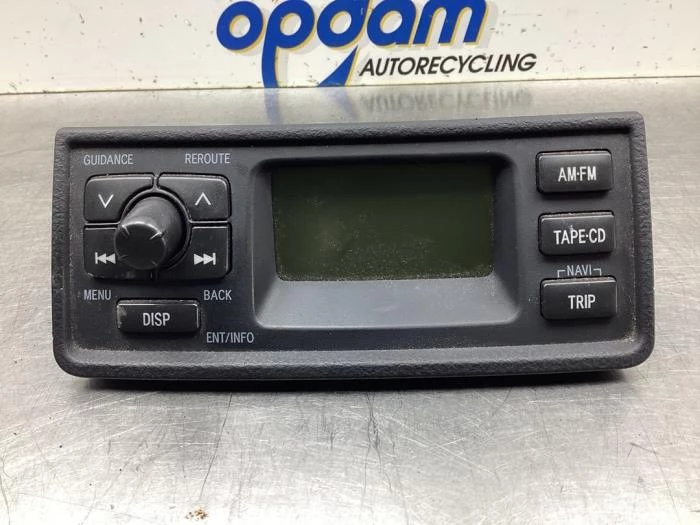 opdam
AUTORECYCLING
GUIDANCE REROUTE
AM•FM
TAPE•CD
MENU BACK
NAVI
DISP
TRIP
ENT/INFO